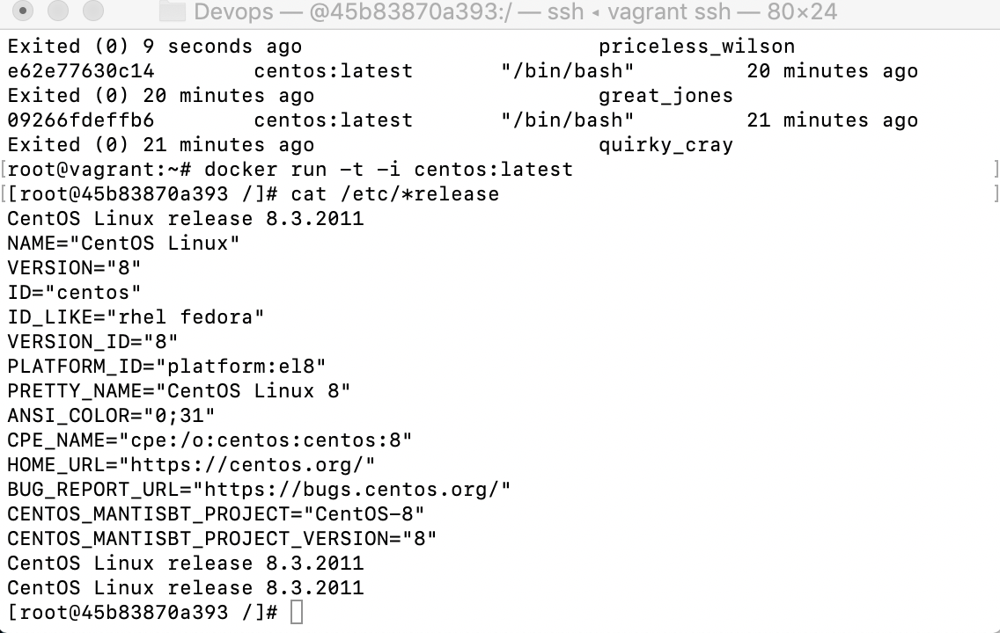 Devops — @45b83870a393:/ — ssh ◂ vagrant ssh — 80×24
Exited (0) 9 seconds ago                        priceless_wilson
e62e77630c14        centos:latest       "/bin/bash"         20 minutes ago
Exited (0) 20 minutes ago                       great_jones
09266fdeffb6        centos:latest       "/bin/bash"         21 minutes ago
Exited (0) 21 minutes ago                       quirky_cray
[root@vagrant:~# docker run -t -i centos:latest ]
[[root@45b83870a393 /]# cat /etc/*release ]
CentOS Linux release 8.3.2011
NAME="CentOS Linux"
VERSION="8"
ID="centos"
ID_LIKE="rhel fedora"
VERSION_ID="8"
PLATFORM_ID="platform:el8"
PRETTY_NAME="CentOS Linux 8"
ANSI_COLOR="0;31"
CPE_NAME="cpe:/o:centos:centos:8"
HOME_URL="https://centos.org/"
BUG_REPORT_URL="https://bugs.centos.org/"
CENTOS_MANTISBT_PROJECT="CentOS-8"
CENTOS_MANTISBT_PROJECT_VERSION="8"
CentOS Linux release 8.3.2011
CentOS Linux release 8.3.2011
[root@45b83870a393 /]#